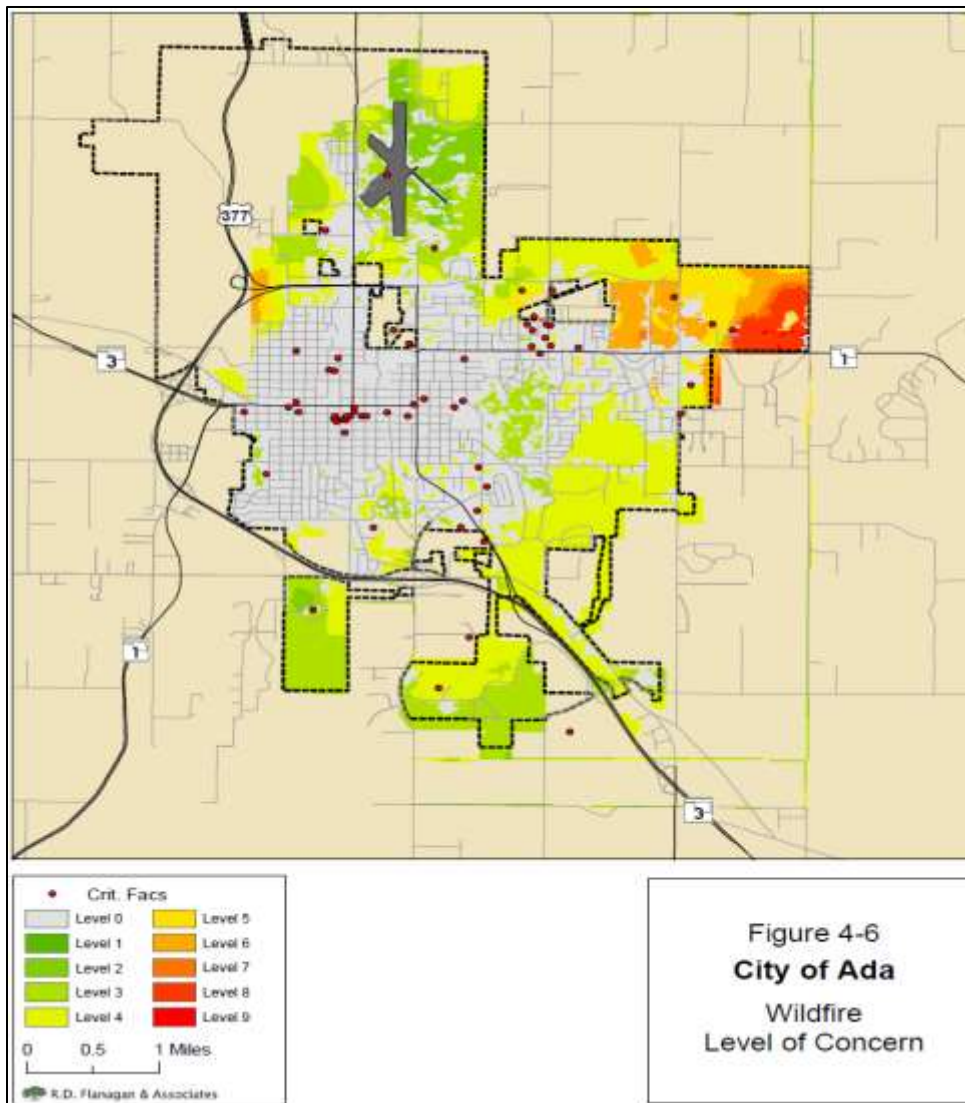 377
3
1
1
3
Crit. Facs
Level 0
Level 1
Level 2
Level 3
Level 4
Level 5
Level 6
Level 7
Level 8
Level 9
0 0.5 1 Miles
R.D. Flanagan & Associates
Figure 4-6
City of Ada
Wildfire
Level of Concern